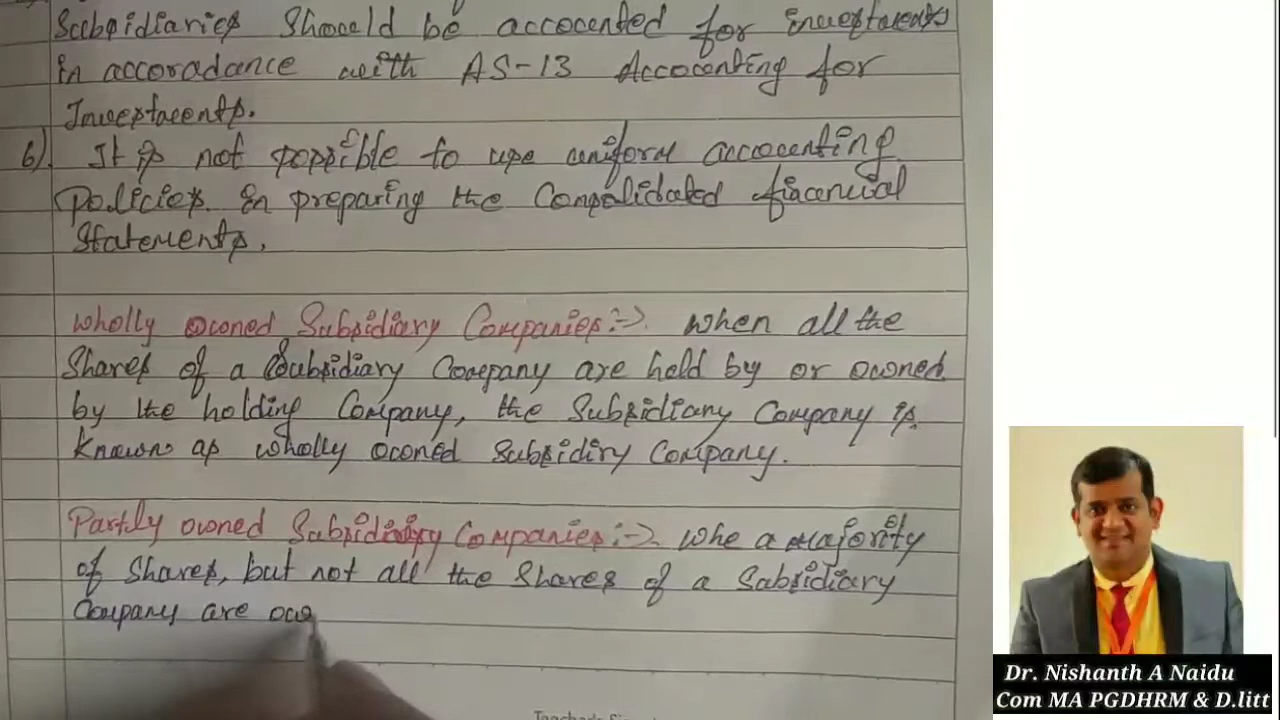 Subsidiaries should be accounted for investments
in accoradance with AS-13 Accounting for
Investments.
6) It is not possible to use uniform accounting
Policies in preparing the Consolidated financial
statements.
Wholly owned Subsidiary Companies :-> When all the
Shares of a Subsidiary Company are held by or owned
by the holding Company, the Subsidiary Company is
Known as wholly owned Subsidiry Company.
Partly owned Subsidiary Companies :-> Whe a majority
of Shares, but not all the Shares of a Subsidiary
Company are ow
Dr. Nishanth A Naidu
Com MA PGDHRM & D.litt